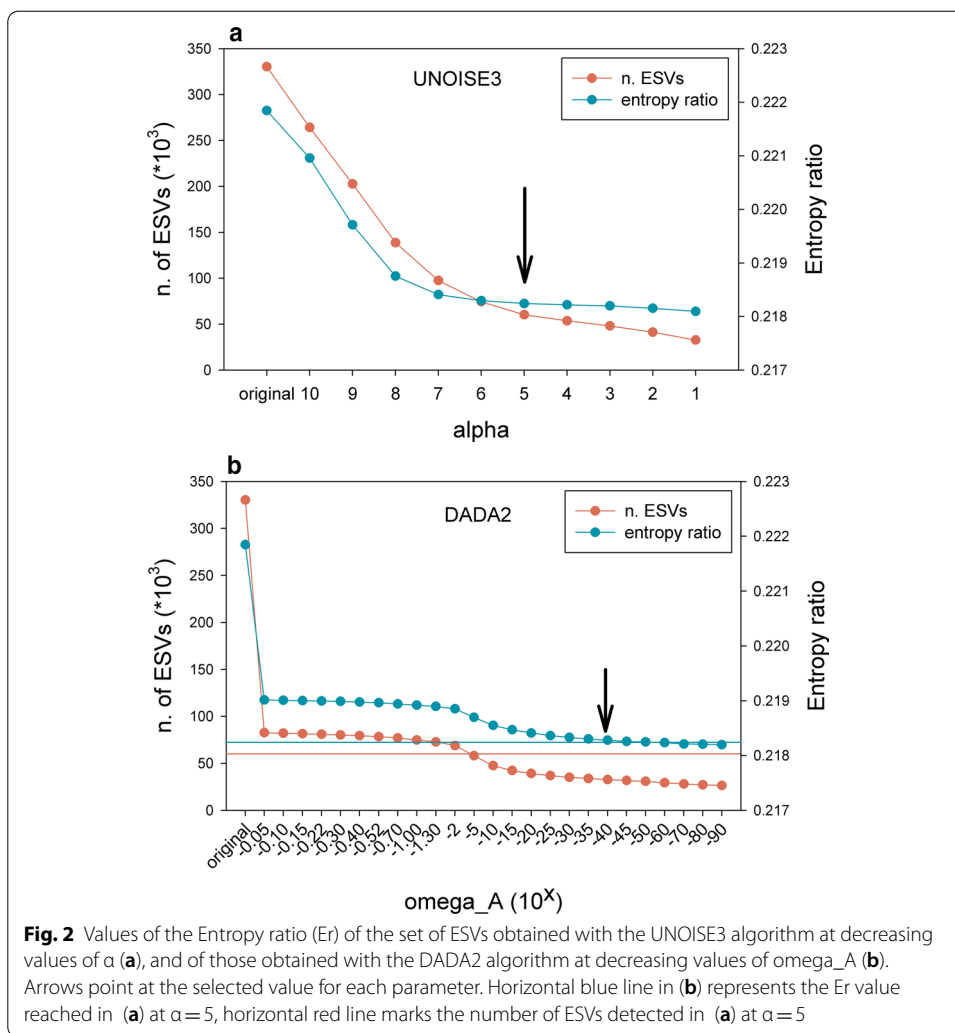 a
UNOISE3
n. ESVs
entropy ratio
n. of ESVs (*10³)
350
300
250
200
150
100
50
0
0.223
0.222
0.221
0.220
0.219
0.218
0.217
Entropy ratio
original 10 9 8 7 6 5 4 3 2 1
alpha
b
DADA2
n. ESVs
entropy ratio
n. of ESVs (*10³)
350
300
250
200
150
100
50
0
0.223
0.222
0.221
0.220
0.219
0.218
0.217
Entropy ratio
original -0.05 -0.10 -0.15 -0.22 -0.30 -0.40 -0.52 -0.70 -1.00 -1.30 -2 -5 -10 -15 -20 -25 -30 -35 -40 -45 -50 -60 -70 -80 -90
omega_A (10ˣ)
Fig. 2 Values of the Entropy ratio (Er) of the set of ESVs obtained with the UNOISE3 algorithm at decreasing
values of α (a), and of those obtained with the DADA2 algorithm at decreasing values of omega_A (b).
Arrows point at the selected value for each parameter. Horizontal blue line in (b) represents the Er value
reached in (a) at α = 5, horizontal red line marks the number of ESVs detected in (a) at α = 5